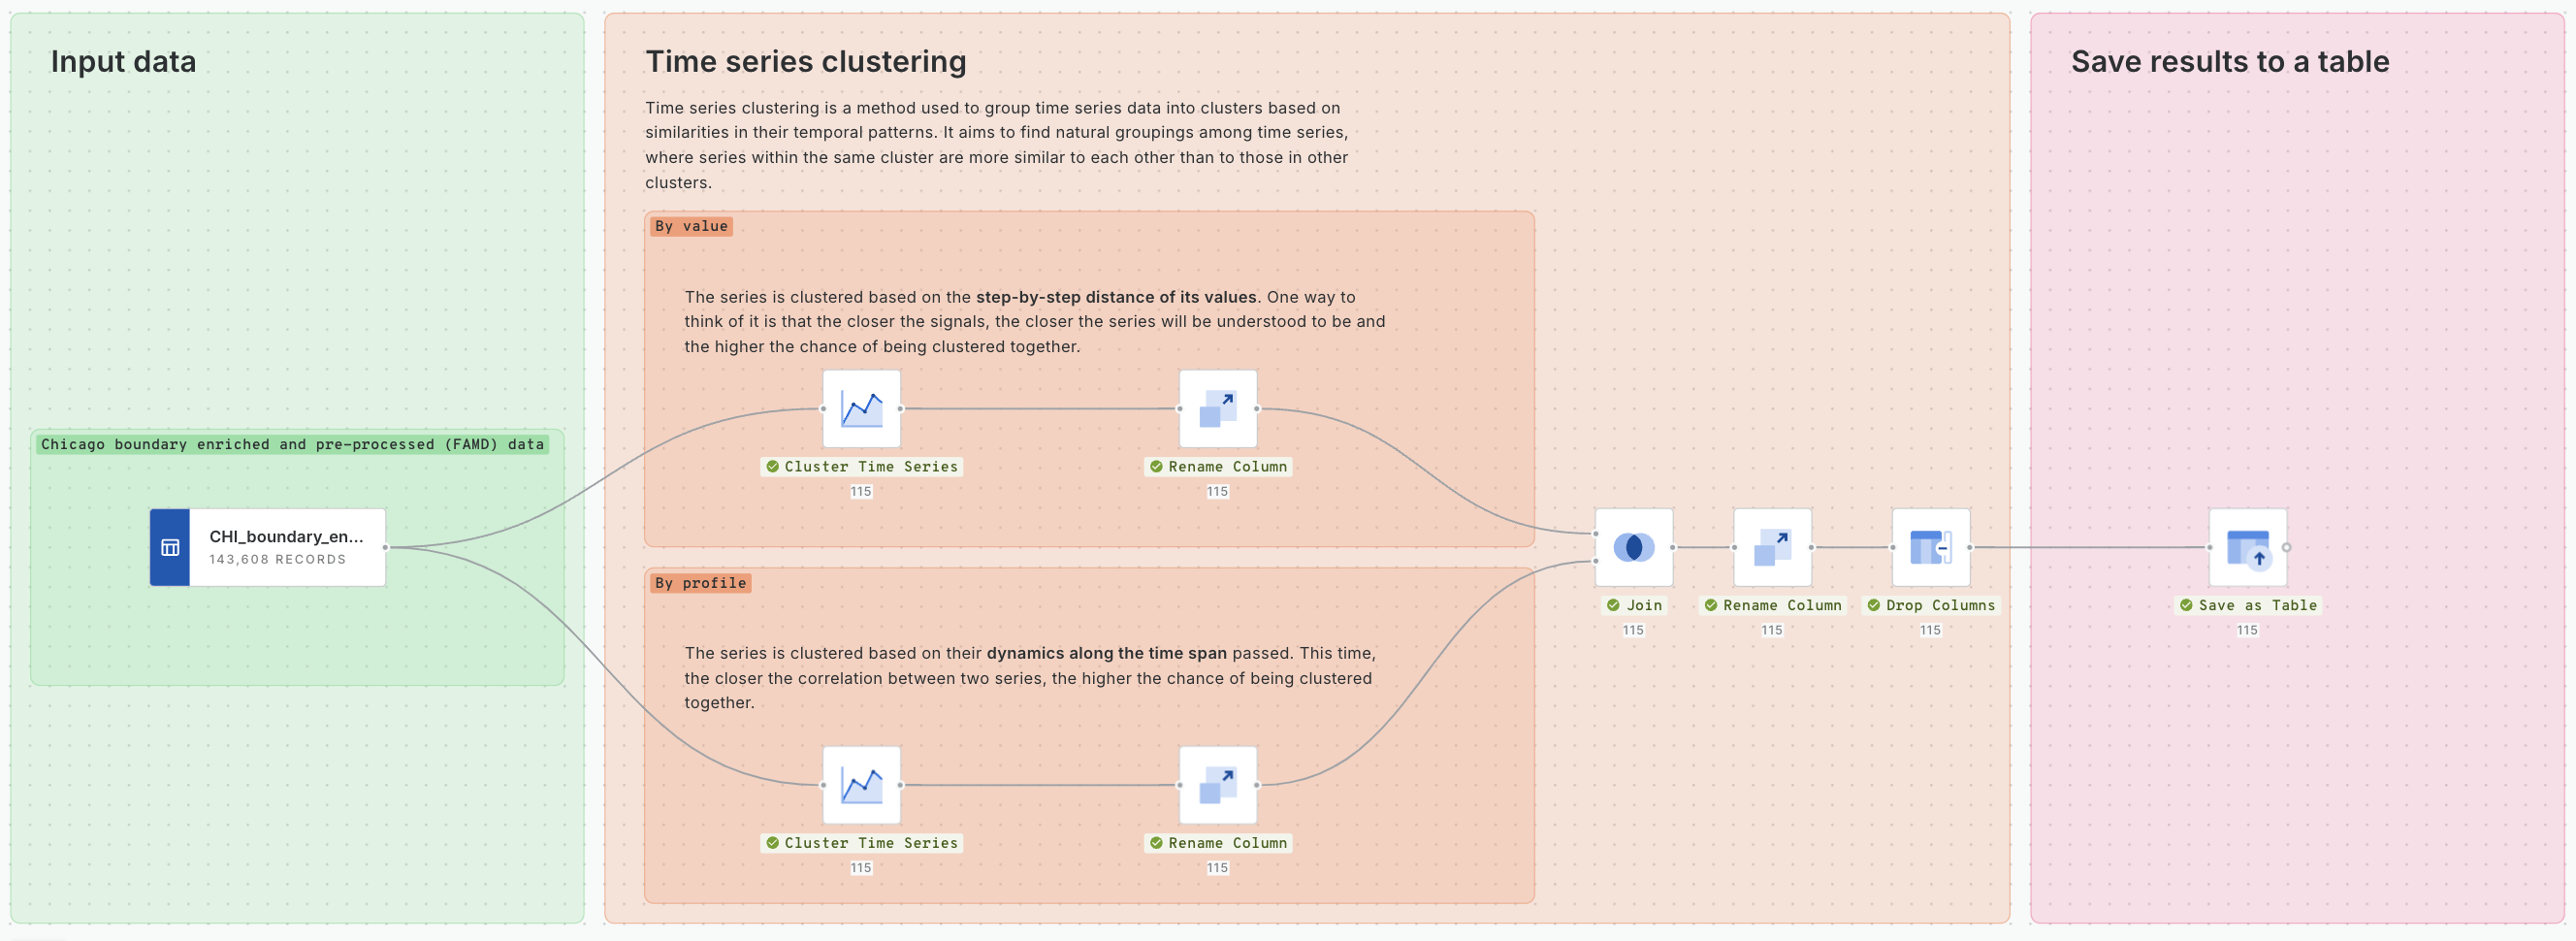 Input data
Chicago boundary enriched and pre-processed (FAMD) data
CHI_boundary_en...
143,608 RECORDS
Time series clustering
Time series clustering is a method used to group time series data into clusters based on
similarities in their temporal patterns. It aims to find natural groupings among time series,
where series within the same cluster are more similar to each other than to those in other
clusters.
By value
The series is clustered based on the step-by-step distance of its values. One way to
think of it is that the closer the signals, the closer the series will be understood to be and
the higher the chance of being clustered together.
Cluster Time Series
115
Rename Column
115
By profile
The series is clustered based on their dynamics along the time span passed. This time,
the closer the correlation between two series, the higher the chance of being clustered
together.
Cluster Time Series
115
Rename Column
115
Join
115
Rename Column
115
Drop Columns
115
Save results to a table
Save as Table
115